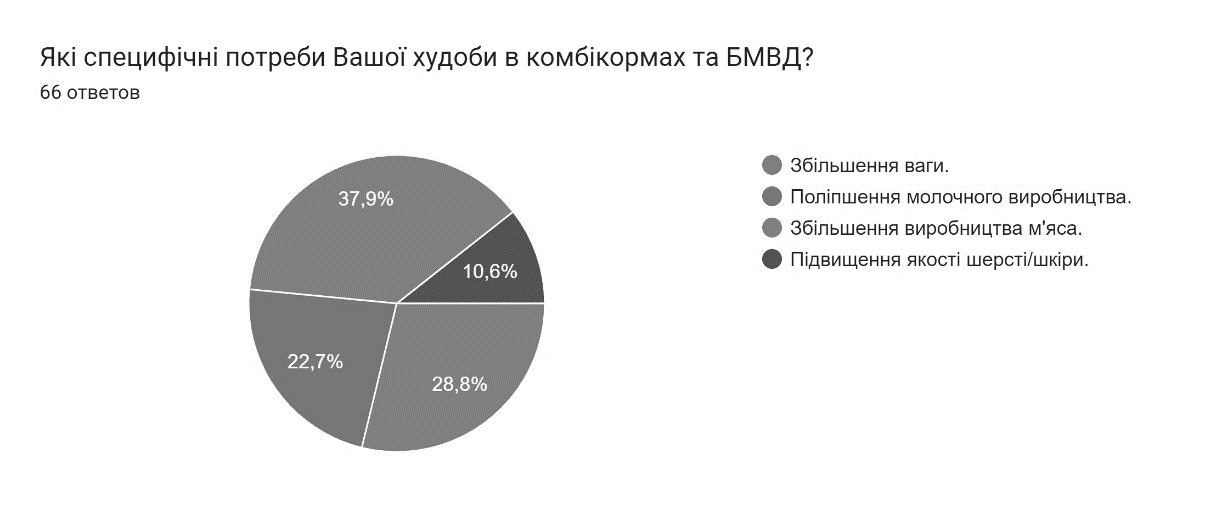 Які специфічні потреби Вашої худоби в комбікормах та БМВД?
66 ответов
37,9%
10,6%
22,7%
28,8%
Збільшення ваги.
Поліпшення молочного виробництва.
Збільшення виробництва м'яса.
Підвищення якості шерсті/шкіри.